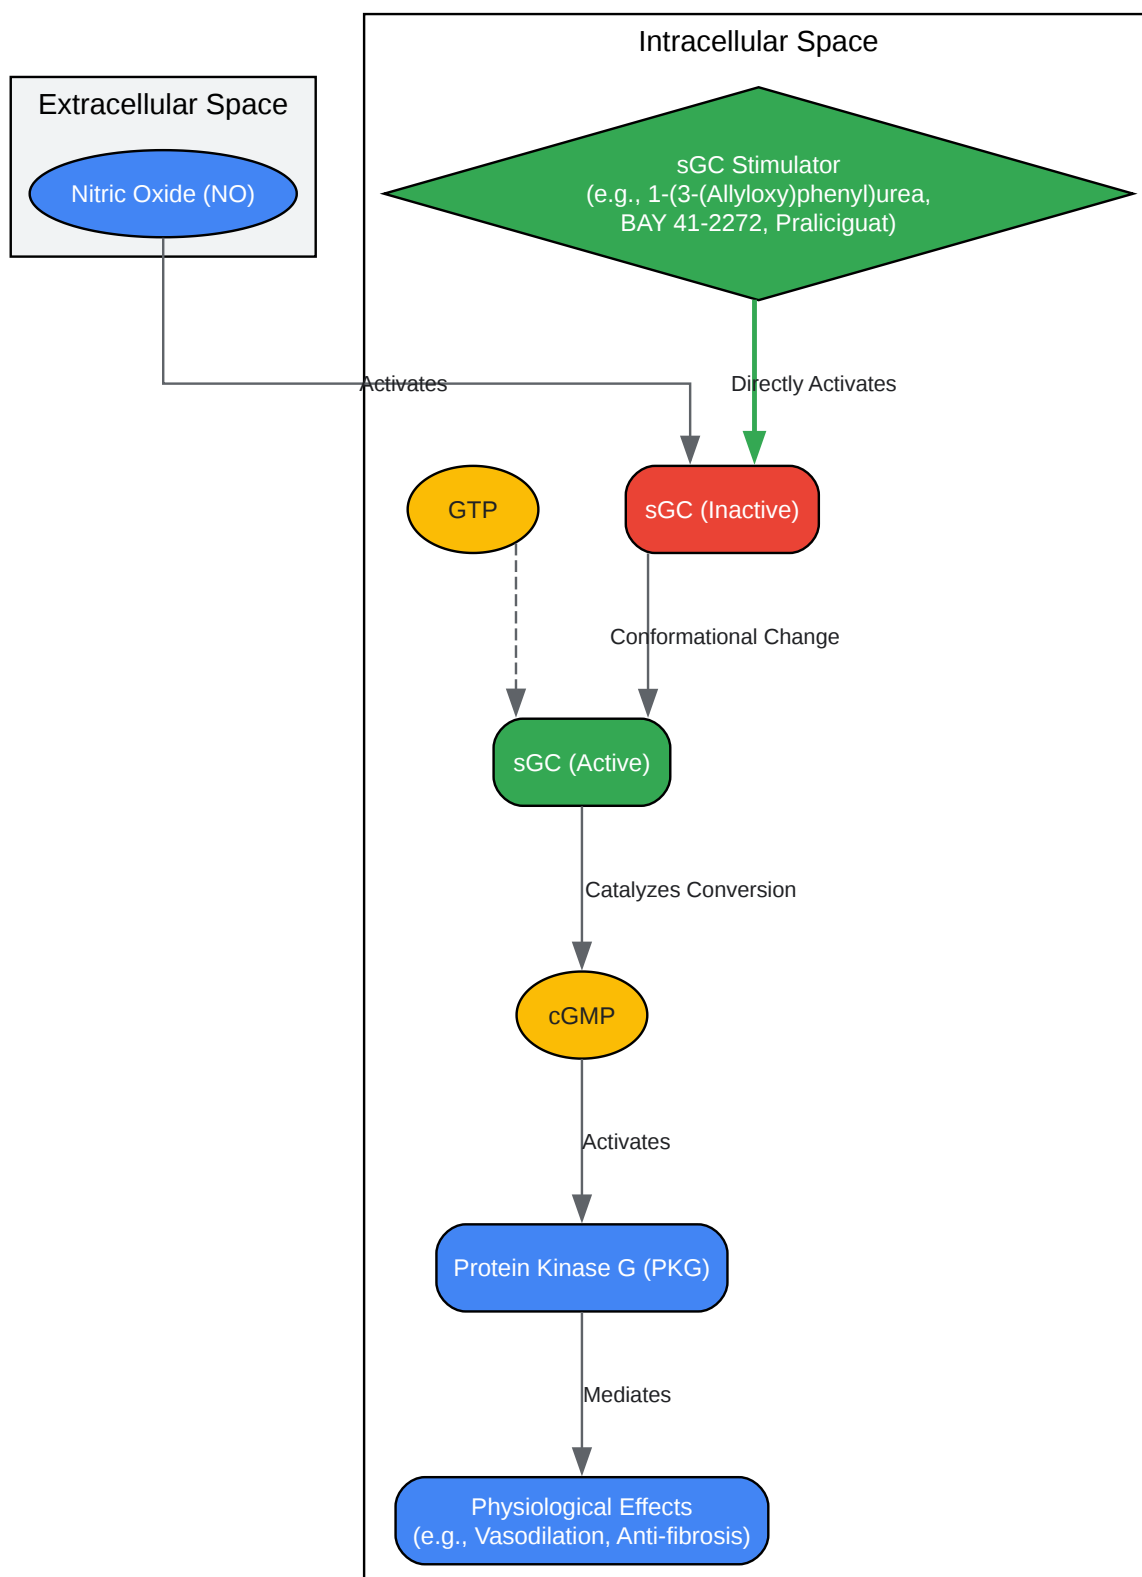 Intracellular Space
Extracellular Space
Nitric Oxide (NO)
sGC Stimulator
(e.g., 1-(3-(Allyloxy)phenyl)urea,
BAY 41-2272, Praliciguat)
Activates
Directly Activates
GTP
sGC (Inactive)
Conformational Change
sGC (Active)
Catalyzes Conversion
cGMP
Activates
Protein Kinase G (PKG)
Mediates
Physiological Effects
(e.g., Vasodilation, Anti-fibrosis)